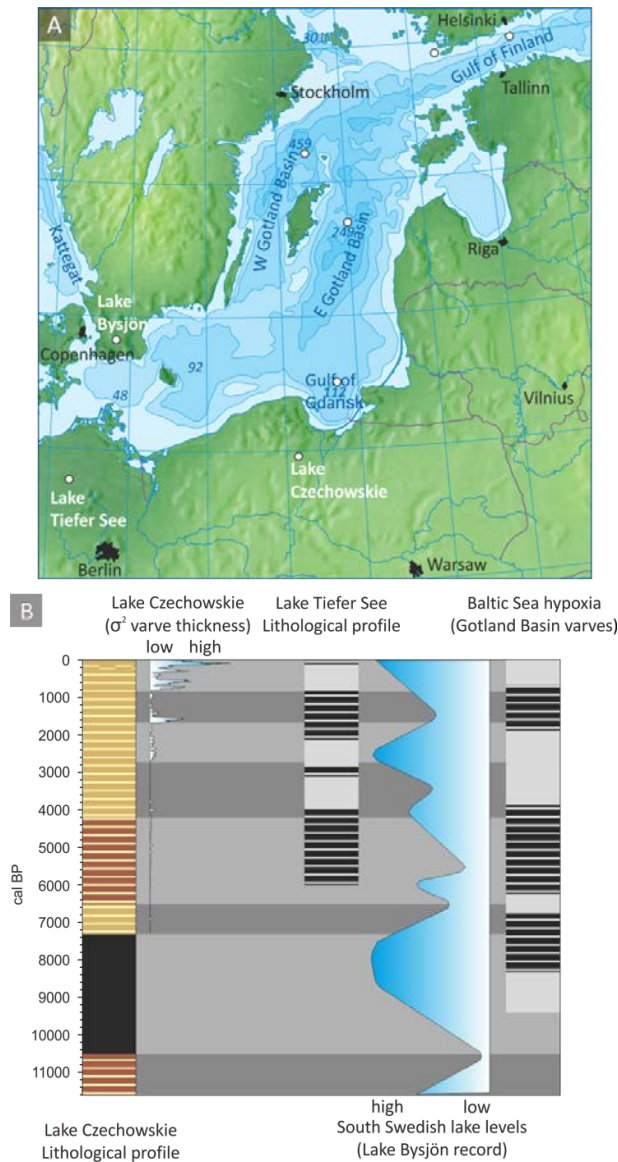 A
Helsinki
301
Gulf of Finland
Stockholm
Tallinn
459
W Gotland Basin
249
E Gotland Basin
Kattegat
Riga
Lake
Bysjön
Copenhagen
92
48
Gulf of
Gdańsk
112
Vilnius
Lake
Czechowskie
Lake
Tiefer See
Berlin
Warsaw
B
Lake Czechowskie
(σ² varve thickness)
low high
Lake Tiefer See
Lithological profile
Baltic Sea hypoxia
(Gotland Basin varves)
0
1000
2000
3000
4000
5000
6000
7000
8000
9000
10000
11000
cal BP
high low
South Swedish lake levels
(Lake Bysjön record)
Lake Czechowskie
Lithological profile